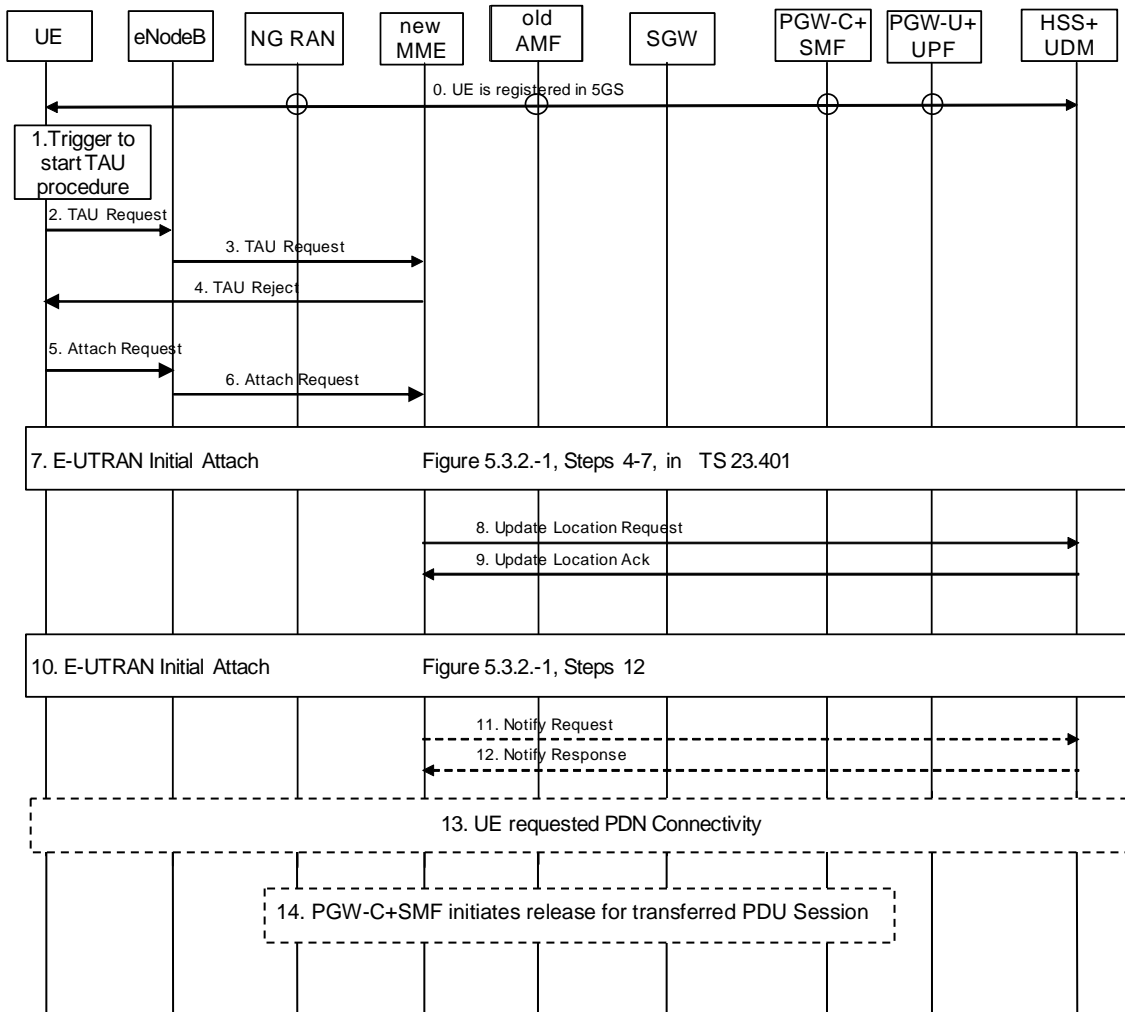 UE
eNodeB
NG RAN
new
MME
old
AMF
SGW
PGW-C+
SMF
PGW-U+
UPF
HSS+
UDM
0. UE is registered in 5GS
1.Trigger to
start TAU
procedure
2. TAU Request
3. TAU Request
4. TAU Reject
5. Attach Request
6. Attach Request
7. E-UTRAN Initial Attach Figure 5.3.2.-1, Steps 4-7, in TS 23.401
8. Update Location Request
9. Update Location Ack
10. E-UTRAN Initial Attach Figure 5.3.2.-1, Steps 12
11. Notify Request
12. Notify Response
13. UE requested PDN Connectivity
14. PGW-C+SMF initiates release for transferred PDU Session